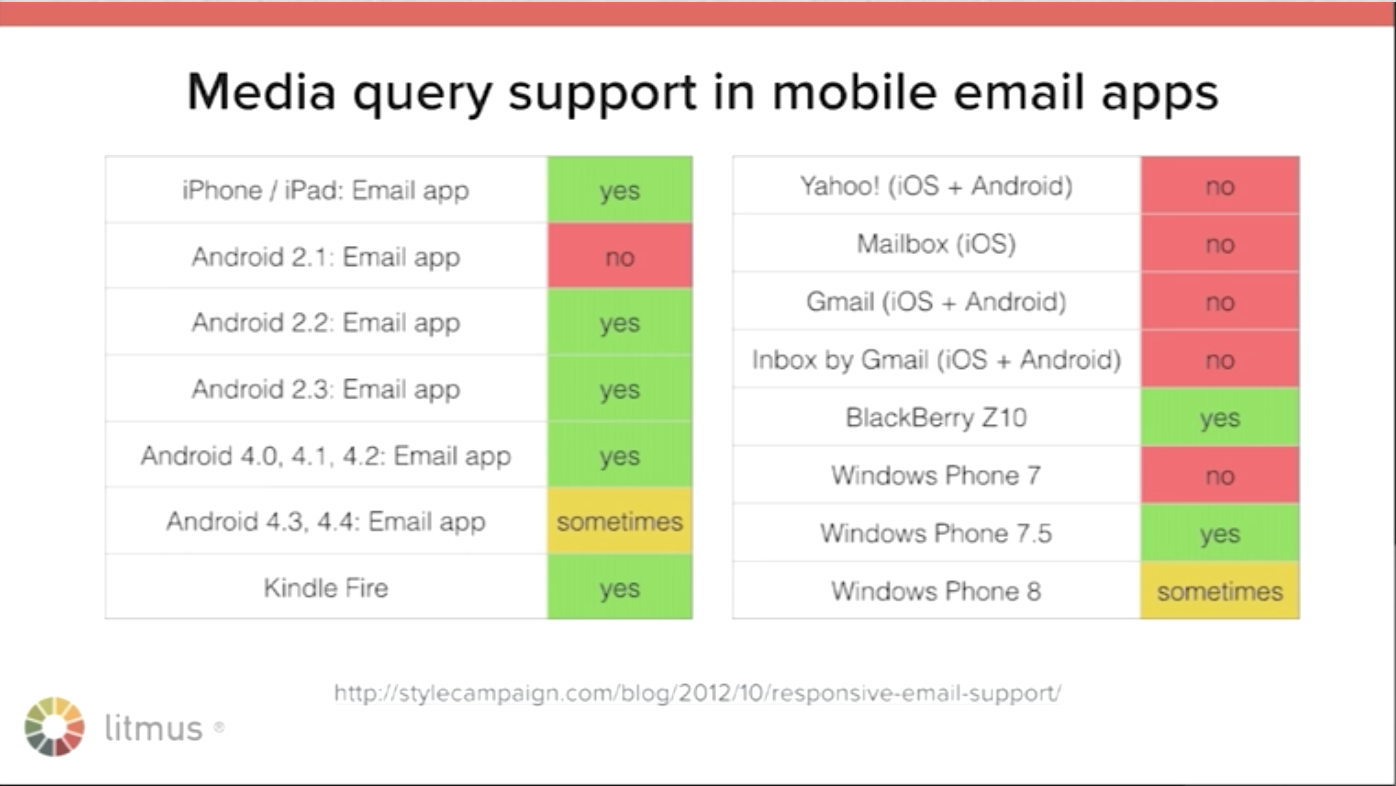 Media query support in mobile email apps
iPhone / iPad: Email app yes
Android 2.1: Email app no
Android 2.2: Email app yes
Android 2.3: Email app yes
Android 4.0, 4.1, 4.2: Email app yes
Android 4.3, 4.4: Email app sometimes
Kindle Fire yes
Yahoo! (iOS + Android) no
Mailbox (iOS) no
Gmail (iOS + Android) no
Inbox by Gmail (iOS + Android) no
BlackBerry Z10 yes
Windows Phone 7 no
Windows Phone 7.5 yes
Windows Phone 8 sometimes
http://stylecampaign.com/blog/2012/10/responsive-email-support/
litmus ®